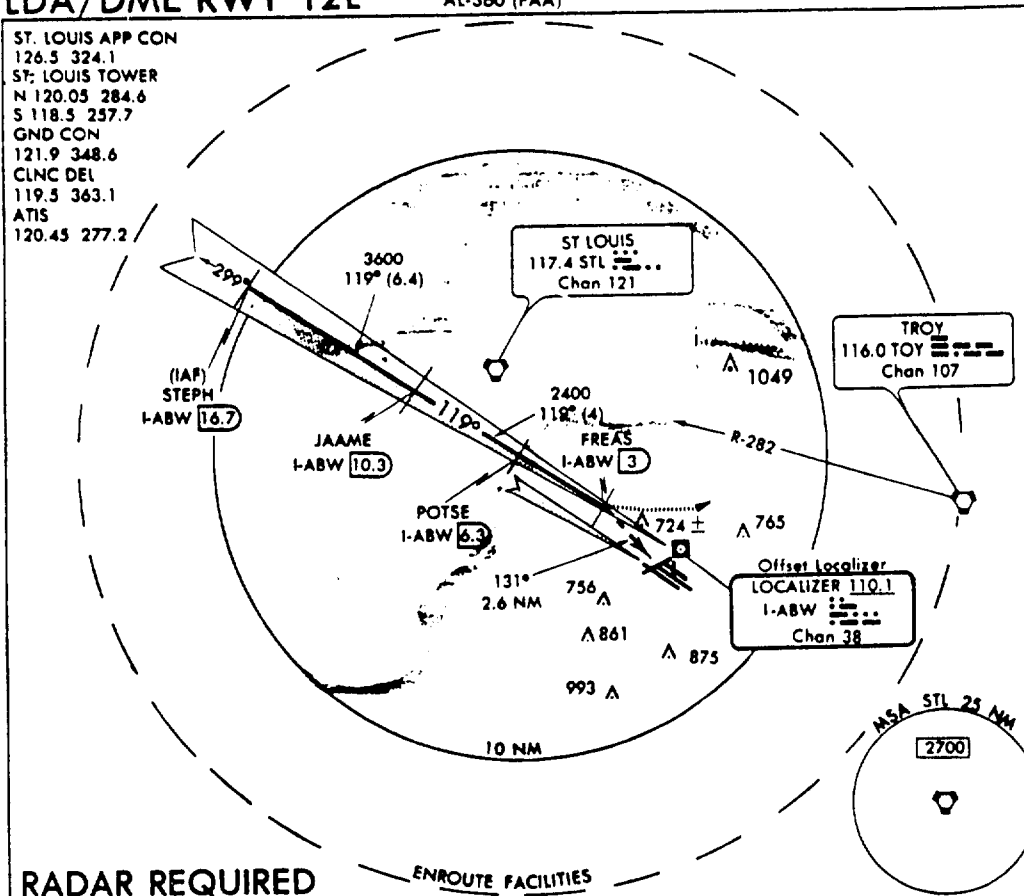 LDA/DME RWY 12L
AL-360 (FAA)
ST. LOUIS APP CON
126.5 324.1
ST. LOUIS TOWER
N 120.05 284.6
S 118.5 257.7
GND CON
121.9 348.6
CLNC DEL
119.5 363.1
ATIS
120.45 277.2
299°
3600
119° (6.4)
ST LOUIS
117.4 STL
Chan 121
TROY
116.0 TOY
Chan 107
1049
(IAF)
STEPH
I-ABW 16.7
JAAME
I-ABW 10.3
119°
2400
119° (4)
FREAS
I-ABW 3
R-282
POTSE
I-ABW 6.3
724 ±
765
131°
2.6 NM
756
861
875
993
Offset Localizer
LOCALIZER 110.1
I-ABW
Chan 38
10 NM
MSA STL 25 NM
2700
RADAR REQUIRED
ENROUTE FACILITIES